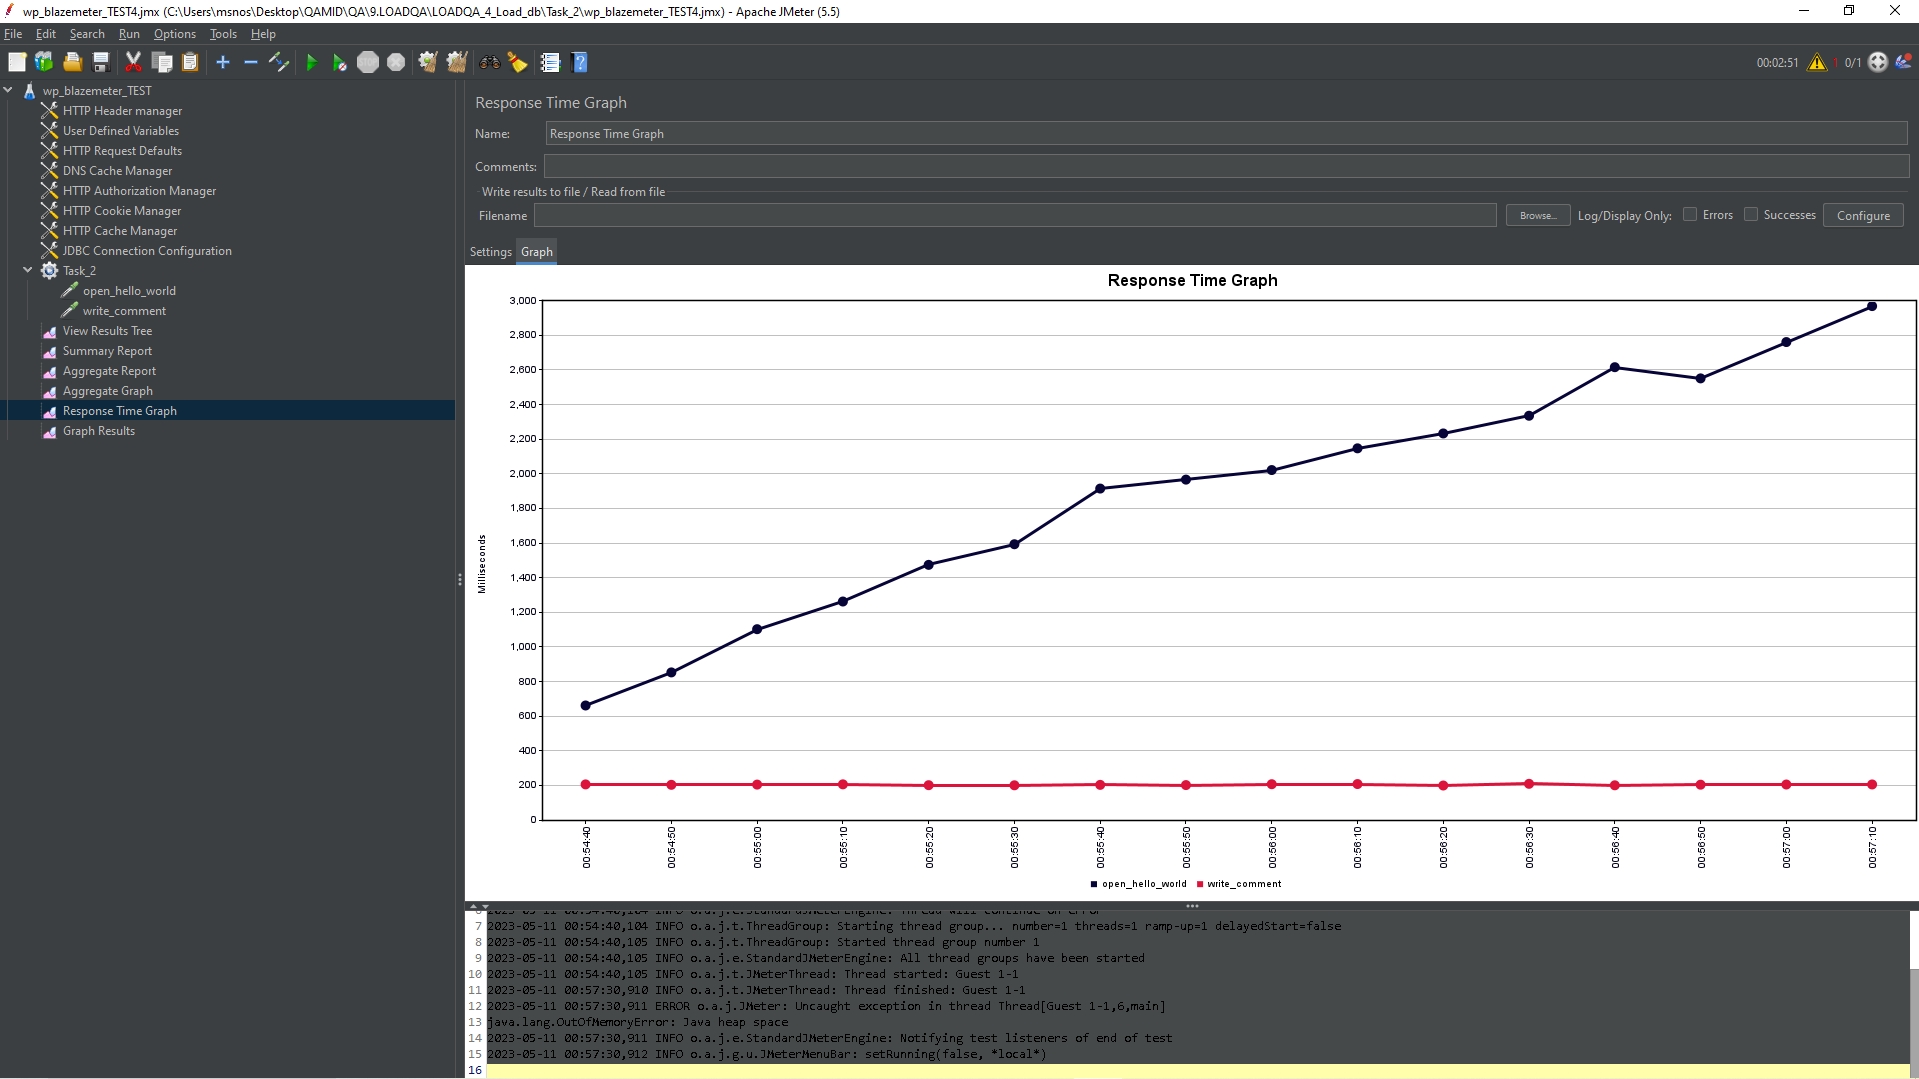 wp_blazemeter_TEST4.jmx (C:\Users\msnos\Desktop\QAMID\QA\9.LOADQA\LOADQA_4_Load_db\Task_2\wp_blazemeter_TEST4.jmx) - Apache JMeter (5.5)
File Edit Search Run Options Tools Help
00:02:51 1 0/1
wp_blazemeter_TEST
HTTP Header manager
User Defined Variables
HTTP Request Defaults
DNS Cache Manager
HTTP Authorization Manager
HTTP Cookie Manager
HTTP Cache Manager
JDBC Connection Configuration
Task_2
open_hello_world
write_comment
View Results Tree
Summary Report
Aggregate Report
Aggregate Graph
Response Time Graph
Graph Results
Response Time Graph
Name: Response Time Graph
Comments:
Write results to file / Read from file
Filename Browse... Log/Display Only: Errors Successes Configure
Settings Graph
Response Time Graph
Milliseconds
3,000
2,800
2,600
2,400
2,200
2,000
1,800
1,600
1,400
1,200
1,000
800
600
400
200
0
00:54:40 00:54:50 00:55:00 00:55:10 00:55:20 00:55:30 00:55:40 00:55:50 00:56:00 00:56:10 00:56:20 00:56:30 00:56:40 00:56:50 00:57:00 00:57:10
open_hello_world write_comment
6 2023-05-11 00:54:40,104 INFO o.a.j.e.StandardJMeterEngine: Thread will continue on error
7 2023-05-11 00:54:40,104 INFO o.a.j.t.ThreadGroup: Starting thread group... number=1 threads=1 ramp-up=1 delayedStart=false
8 2023-05-11 00:54:40,105 INFO o.a.j.t.ThreadGroup: Started thread group number 1
9 2023-05-11 00:54:40,105 INFO o.a.j.e.StandardJMeterEngine: All thread groups have been started
10 2023-05-11 00:54:40,105 INFO o.a.j.t.JMeterThread: Thread started: Guest 1-1
11 2023-05-11 00:57:30,910 INFO o.a.j.t.JMeterThread: Thread finished: Guest 1-1
12 2023-05-11 00:57:30,911 ERROR o.a.j.JMeter: Uncaught exception in thread Thread[Guest 1-1,6,main]
13 java.lang.OutOfMemoryError: Java heap space
14 2023-05-11 00:57:30,911 INFO o.a.j.e.StandardJMeterEngine: Notifying test listeners of end of test
15 2023-05-11 00:57:30,912 INFO o.a.j.g.u.JMeterMenuBar: setRunning(false, *local*)
16